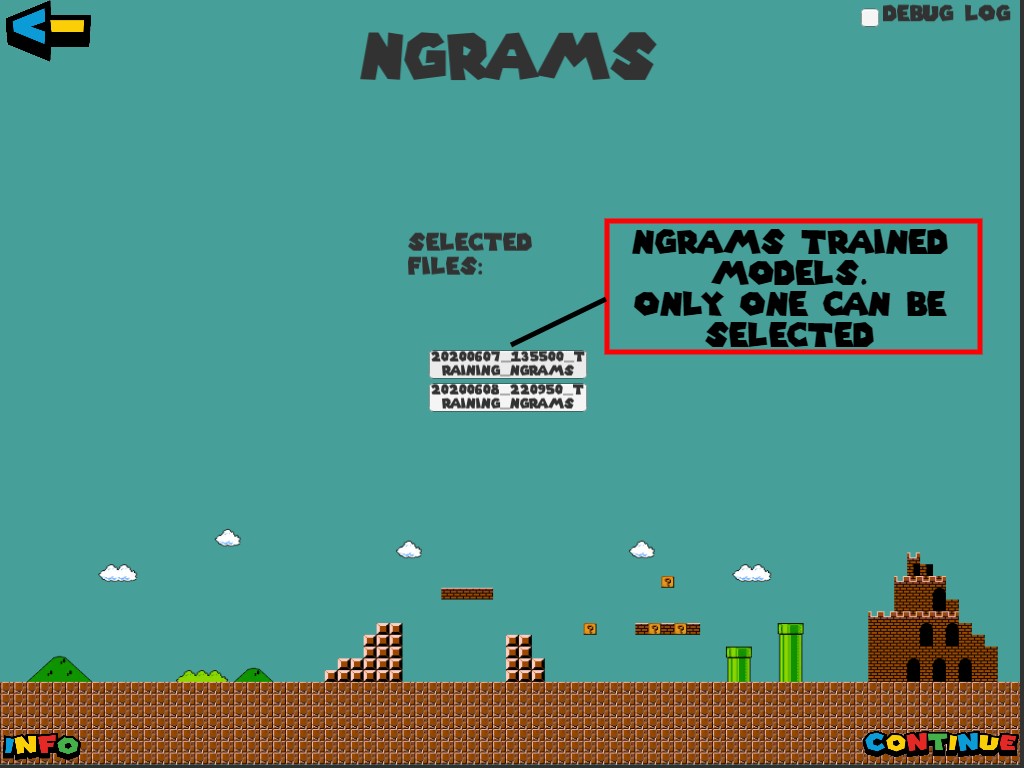 DEBUG LOG
NGRAMS
SELECTED
FILES:
NGRAMS TRAINED
MODELS.
ONLY ONE CAN BE
SELECTED
20200607_135500_T
RAINING_NGRAMS
20200608_220950_T
RAINING_NGRAMS
?
? ? ?
INFO
CONTINUE